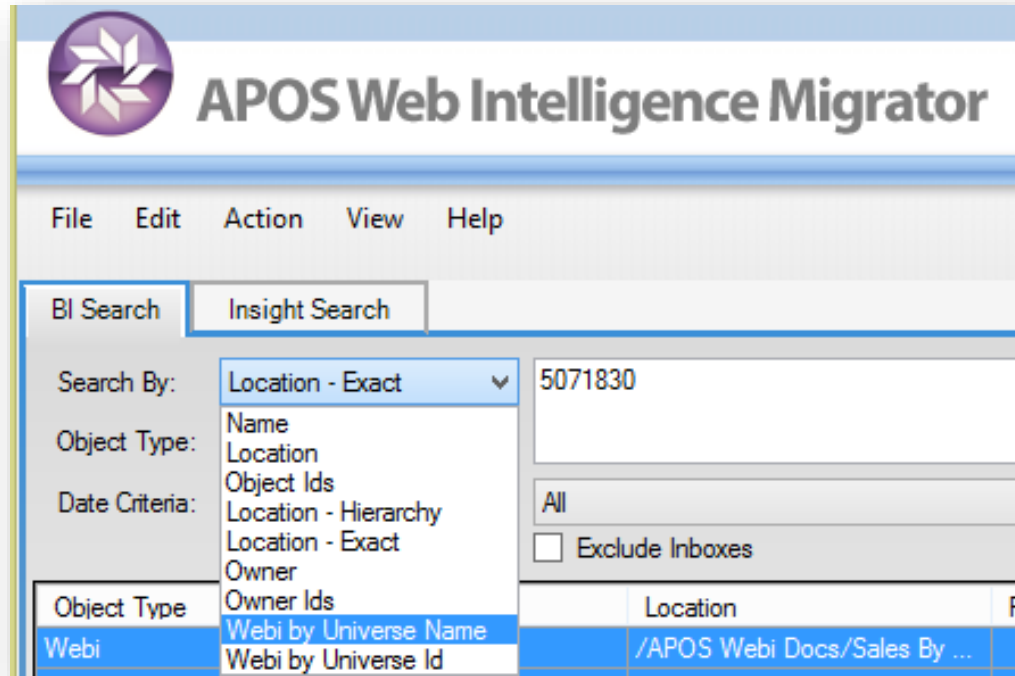 APOS Web Intelligence Migrator
File Edit Action View Help
BI Search Insight Search
Search By: Location - Exact 5071830
Name
Object Type: Location
Object Ids
Date Criteria: Location - Hierarchy All
Location - Exact Exclude Inboxes
Owner
Object Type Owner Ids Location
Webi by Universe Name
Webi /APOS Webi Docs/Sales By ...
Webi by Universe Id